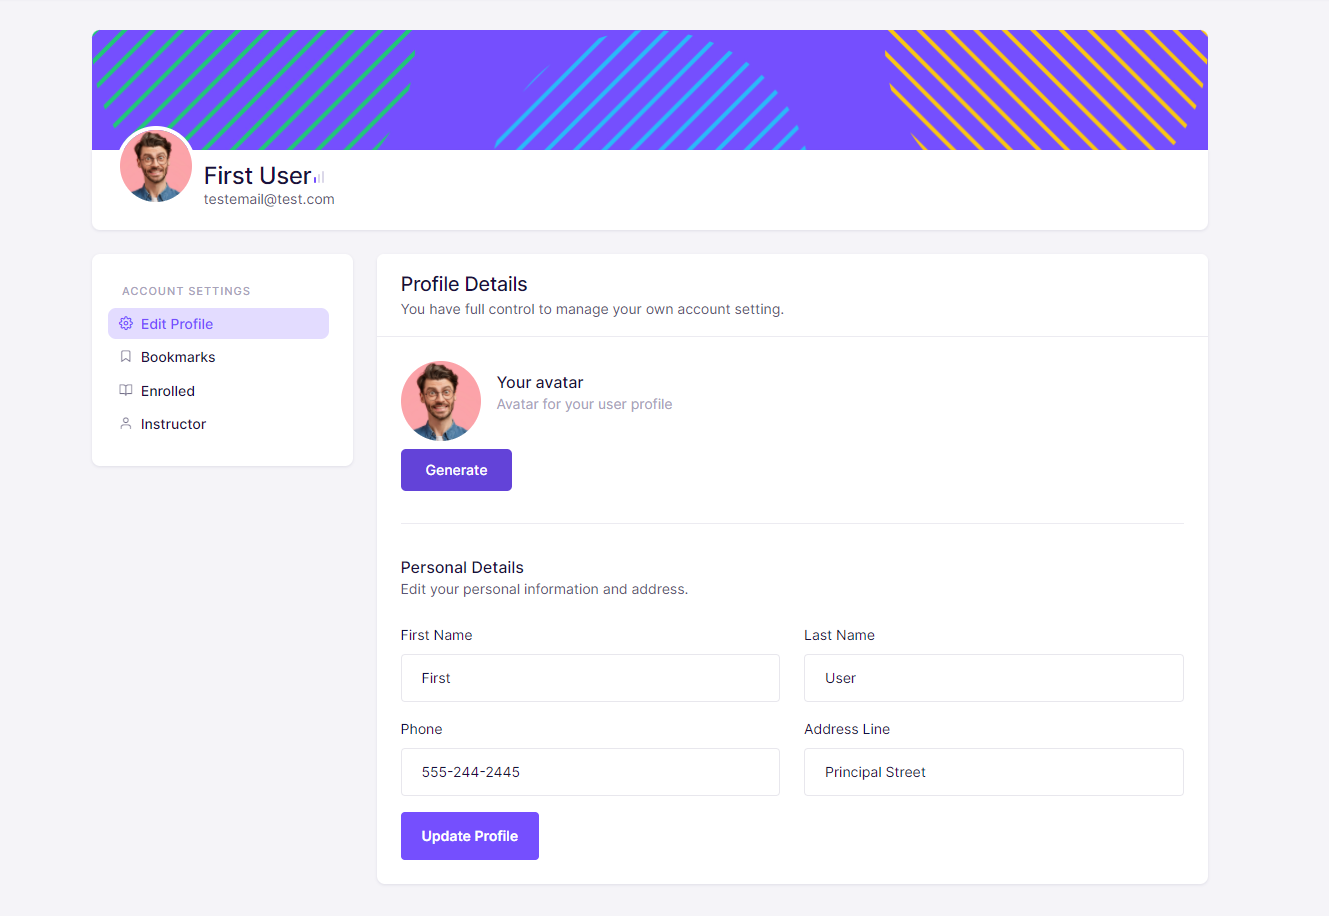 First User
testemail@test.com
ACCOUNT SETTINGS
Edit Profile
Bookmarks
Enrolled
Instructor
Profile Details
You have full control to manage your own account setting.
Your avatar
Avatar for your user profile
Generate
Personal Details
Edit your personal information and address.
First Name
Last Name
First
User
Phone
Address Line
555-244-2445
Principal Street
Update Profile